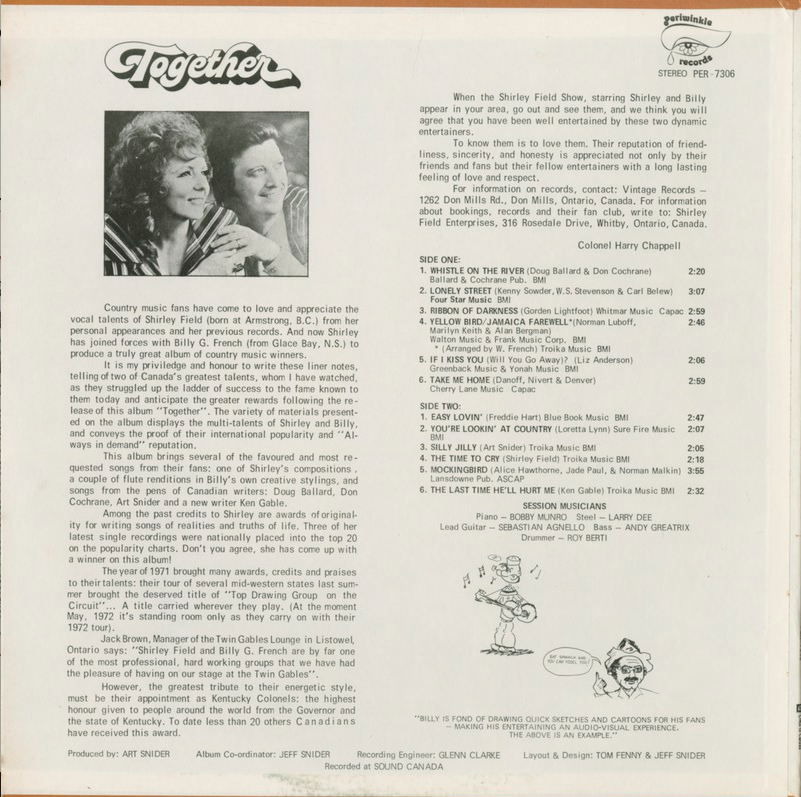 Together
Country music fans have come to love and appreciate the
vocal talents of Shirley Field (born at Armstrong, B.C.) from her
personal appearances and her previous records. And now Shirley
has joined forces with Billy G. French (from Glace Bay, N.S.) to
produce a truly great album of country music winners.
It is my priviledge and honour to write these liner notes,
telling of two of Canada's greatest talents, whom I have watched,
as they struggled up the ladder of success to the fame known to
them today and anticipate the greater rewards following the re-
lease of this album "Together". The variety of materials present-
ed on the album displays the multi-talents of Shirley and Billy,
and conveys the proof of their international popularity and "Al-
ways in demand" reputation.
This album brings several of the favoured and most re-
quested songs from their fans: one of Shirley's compositions .
a couple of flute renditions in Billy's own creative stylings, and
songs from the pens of Canadian writers: Doug Ballard, Don
Cochrane, Art Snider and a new writer Ken Gable.
Among the past credits to Shirley are awards of original-
ity for writing songs of realities and truths of life. Three of her
latest single recordings were nationally placed into the top 20
on the popularity charts. Don't you agree, she has come up with
a winner on this album!
The year of 1971 brought many awards, credits and praises
to their talents: their tour of several mid-western states last sum-
mer brought the deserved title of "Top Drawing Group on the
Circuit"... A title carried wherever they play. (At the moment
May, 1972 it's standing room only as they carry on with their
1972 tour).
Jack Brown, Manager of the Twin Gables Lounge in Listowel,
Ontario says: "Shirley Field and Billy G. French are by far one
of the most professional, hard working groups that we have had
the pleasure of having on our stage at the Twin Gables".
However, the greatest tribute to their energetic style,
must be their appointment as Kentucky Colonels: the highest
honour given to people around the world from the Governor and
the state of Kentucky. To date less than 20 others Canadians
have received this award.
periwinkle
records
STEREO PER-7306
When the Shirley Field Show, starring Shirley and Billy
appear in your area, go out and see them, and we think you will
agree that you have been well entertained by these two dynamic
entertainers.
To know them is to love them. Their reputation of friend-
liness, sincerity, and honesty is appreciated not only by their
friends and fans but their fellow entertainers with a long lasting
feeling of love and respect.
For information on records, contact: Vintage Records –
1262 Don Mills Rd., Don Mills, Ontario, Canada. For information
about bookings, records and their fan club, write to: Shirley
Field Enterprises, 316 Rosedale Drive, Whitby, Ontario, Canada.
Colonel Harry Chappell
SIDE ONE:
1. WHISTLE ON THE RIVER (Doug Ballard & Don Cochrane) 2:20
Ballard & Cochrane Pub. BMI
2. LONELY STREET (Kenny Sowder, W.S. Stevenson & Carl Belew) 3:07
Four Star Music BMI
3. RIBBON OF DARKNESS (Gorden Lightfoot) Whitmar Music Capac 2:59
4. YELLOW BIRD/JAMAICA FAREWELL*(Norman Luboff, 2:46
Marilyn Keith & Alan Bergman)
Walton Music & Frank Music Corp. BMI
* (Arranged by W. French) Troika Music BMI
5. IF I KISS YOU (Will You Go Away)? (Liz Anderson) 2:06
Greenback Music & Yonah Music BMI
6. TAKE ME HOME (Danoff, Nivert & Denver) 2:59
Cherry Lane Music Capac
SIDE TWO:
1. EASY LOVIN' (Freddie Hart) Blue Book Music BMI 2:47
2. YOU'RE LOOKIN' AT COUNTRY (Loretta Lynn) Sure Fire Music 2:07
BMI
3. SILLY JILLY (Art Snider) Troika Music BMI 2:05
4. THE TIME TO CRY (Shirley Field) Troika Music BMI 2:18
5. MOCKINGBIRD (Alice Hawthorne, Jade Paul, & Norman Malkin) 3:55
Lansdowne Pub. ASCAP
6. THE LAST TIME HE'LL HURT ME (Ken Gable) Troika Music BMI 2:32
SESSION MUSICIANS
Piano – BOBBY MUNRO Steel – LARRY DEE
Lead Guitar – SEBASTIAN AGNELLO Bass – ANDY GREATRIX
Drummer – ROY BERTI
EAT SPINACH AND
YOU CAN YODEL TOO!
"BILLY IS FOND OF DRAWING QUICK SKETCHES AND CARTOONS FOR HIS FANS
– MAKING HIS ENTERTAINING AN AUDIO-VISUAL EXPERIENCE.
THE ABOVE IS AN EXAMPLE."
Produced by: ART SNIDER Album Co-ordinator: JEFF SNIDER Recording Engineer: GLENN CLARKE Layout & Design: TOM FENNY & JEFF SNIDER
Recorded at SOUND CANADA